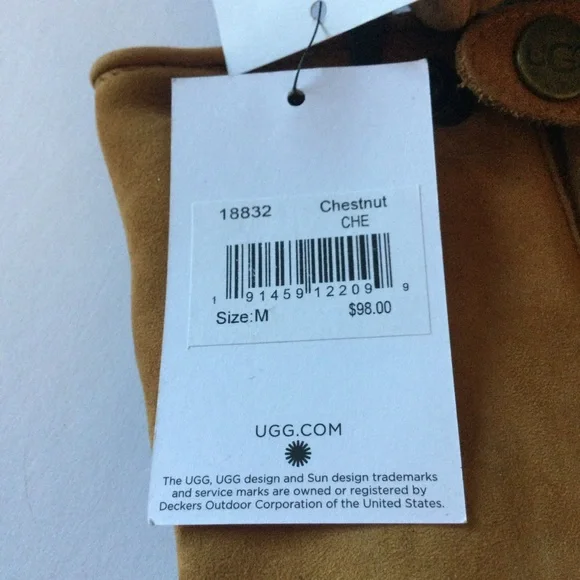 UGG
18832 Chestnut
CHE
1 91459 12209 9
Size:M $98.00
UGG.COM
The UGG, UGG design and Sun design trademarks
and service marks are owned or registered by
Deckers Outdoor Corporation of the United States.